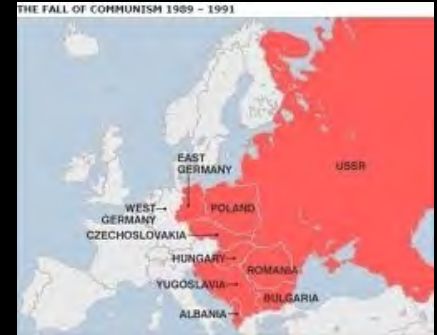 THE FALL OF COMMUNISM 1989 – 1991
EAST
GERMANY
USSR
WEST
GERMANY
POLAND
CZECHOSLOVAKIA
HUNGARY
ROMANIA
YUGOSLAVIA
BULGARIA
ALBANIA